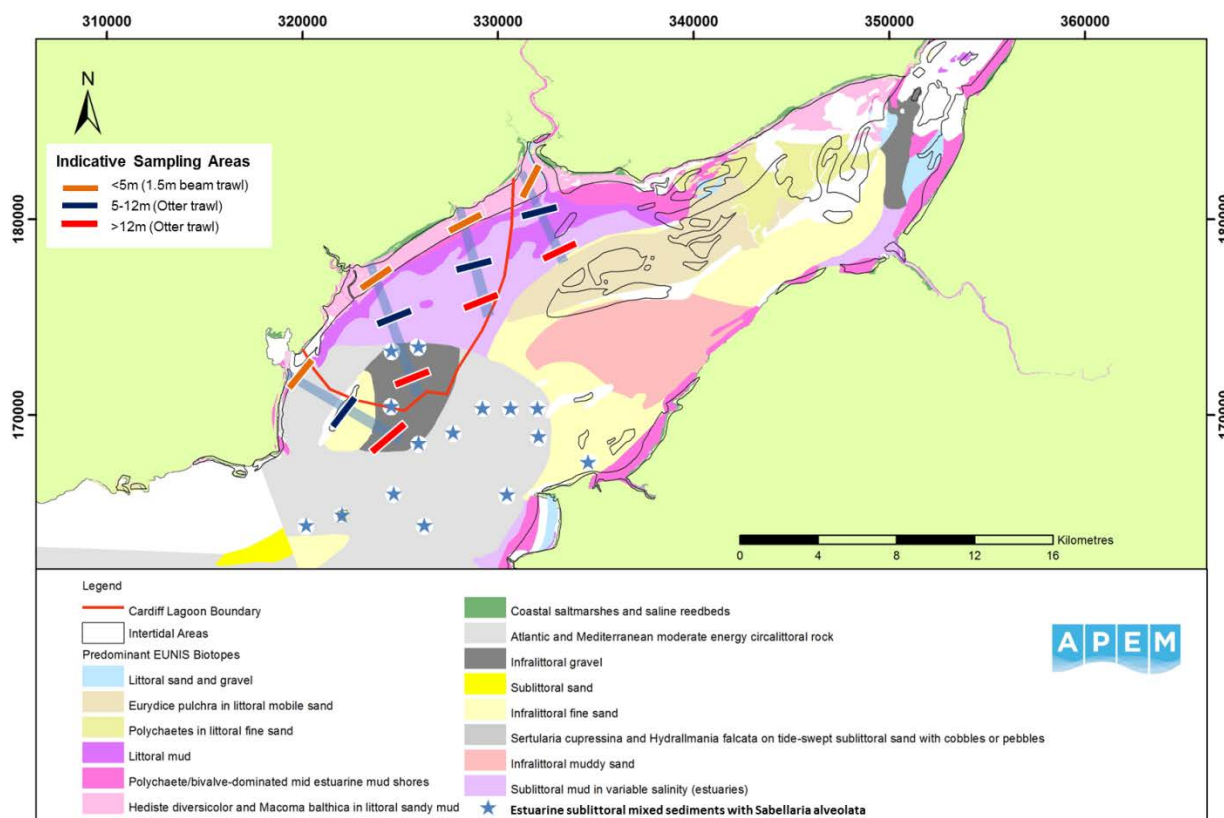 310000 320000 330000 340000 350000 360000
N
Indicative Sampling Areas
<5m (1.5m beam trawl)
5-12m (Otter trawl)
>12m (Otter trawl)
180000
180000
170000
170000
Kilometres
0 4 8 12 16
Legend
Cardiff Lagoon Boundary
Intertidal Areas
Predominant EUNIS Biotopes
Littoral sand and gravel
Eurydice pulchra in littoral mobile sand
Polychaetes in littoral fine sand
Littoral mud
Polychaete/bivalve-dominated mid estuarine mud shores
Hediste diversicolor and Macoma balthica in littoral sandy mud
Coastal saltmarshes and saline reedbeds
Atlantic and Mediterranean moderate energy circalittoral rock
Infralittoral gravel
Sublittoral sand
Infralittoral fine sand
Sertularia cupressina and Hydrallmania falcata on tide-swept sublittoral sand with cobbles or pebbles
Infralittoral muddy sand
Sublittoral mud in variable salinity (estuaries)
Estuarine sublittoral mixed sediments with Sabellaria alveolata
APEM